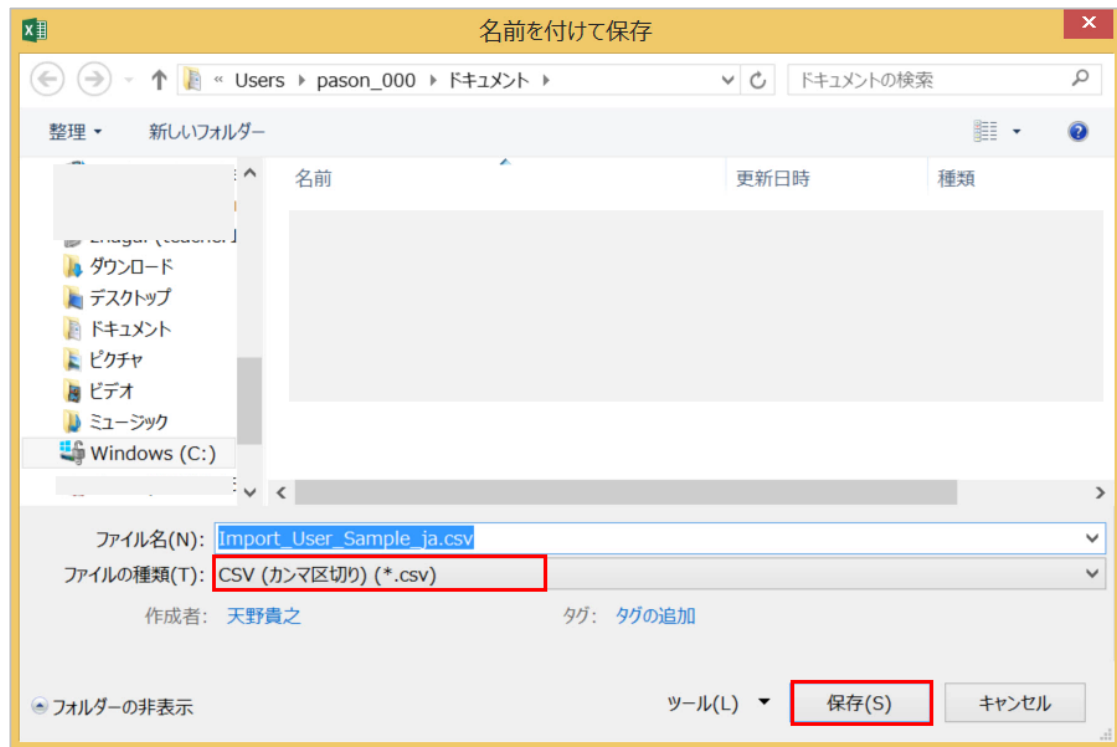 名前を付けて保存
« Users ▸ pason_000 ▸ ドキュメント ▸
ドキュメントの検索
整理
新しいフォルダー
名前 更新日時 種類
ダウンロード
デスクトップ
ドキュメント
ピクチャ
ビデオ
ミュージック
Windows (C:)
ファイル名(N): Import_User_Sample_ja.csv
ファイルの種類(T): CSV (カンマ区切り) (*.csv)
作成者: 天野貴之 タグ: タグの追加
フォルダーの非表示 ツール(L) 保存(S) キャンセル